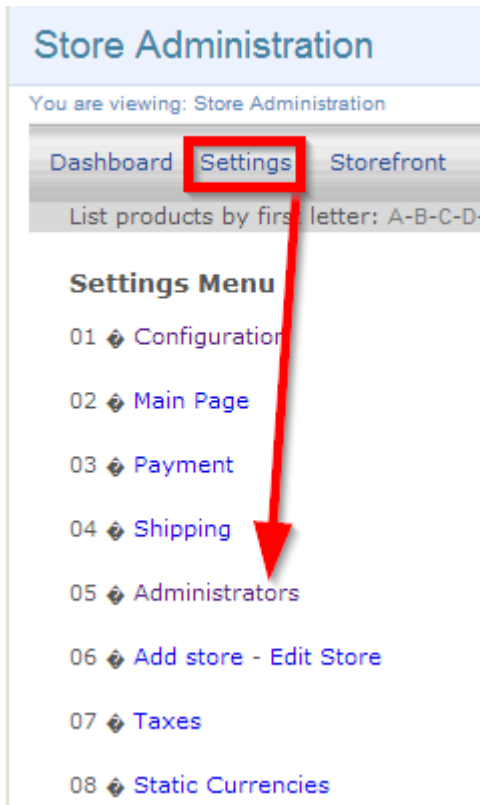 Store Administration
You are viewing: Store Administration
Dashboard Settings Storefront
List products by first letter: A-B-C-D-
Settings Menu
01 � Configuration
02 � Main Page
03 � Payment
04 � Shipping
05 � Administrators
06 � Add store - Edit Store
07 � Taxes
08 � Static Currencies